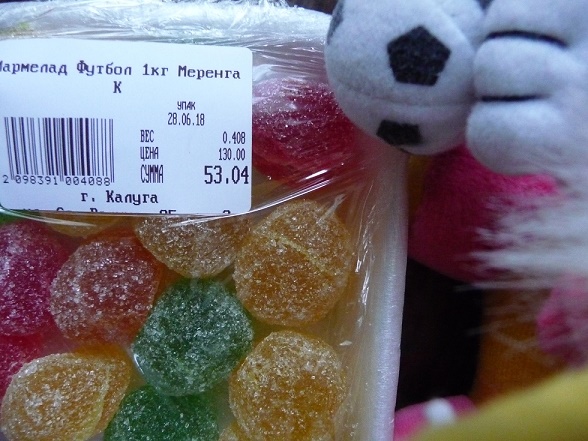 Мармелад Футбол 1кг Меренга
К
упак
28.06.18
ВЕС 0.408
ЦЕНА 130.00
СУММА 53.04
2 098391 004088
г. Калуга